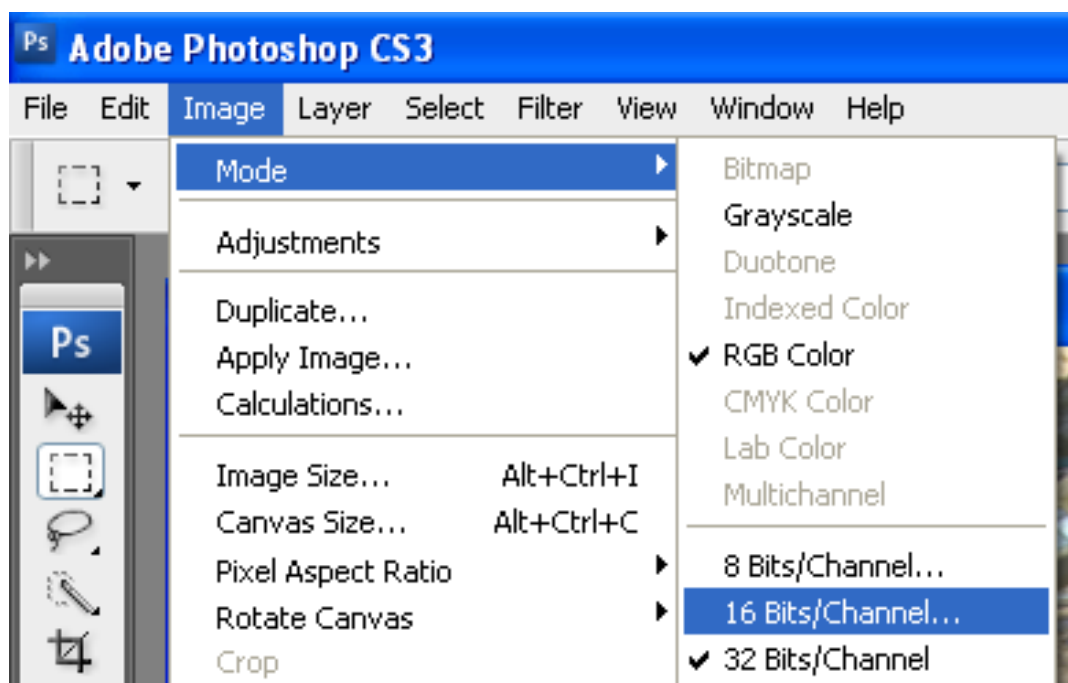 Ps Adobe Photoshop CS3
File Edit Image Layer Select Filter View Window Help
Mode
Adjustments
Duplicate...
Apply Image...
Calculations...
Image Size... Alt+Ctrl+I
Canvas Size... Alt+Ctrl+C
Pixel Aspect Ratio
Rotate Canvas
Crop
Bitmap
Grayscale
Duotone
Indexed Color
RGB Color
CMYK Color
Lab Color
Multichannel
8 Bits/Channel...
16 Bits/Channel...
32 Bits/Channel
Ps